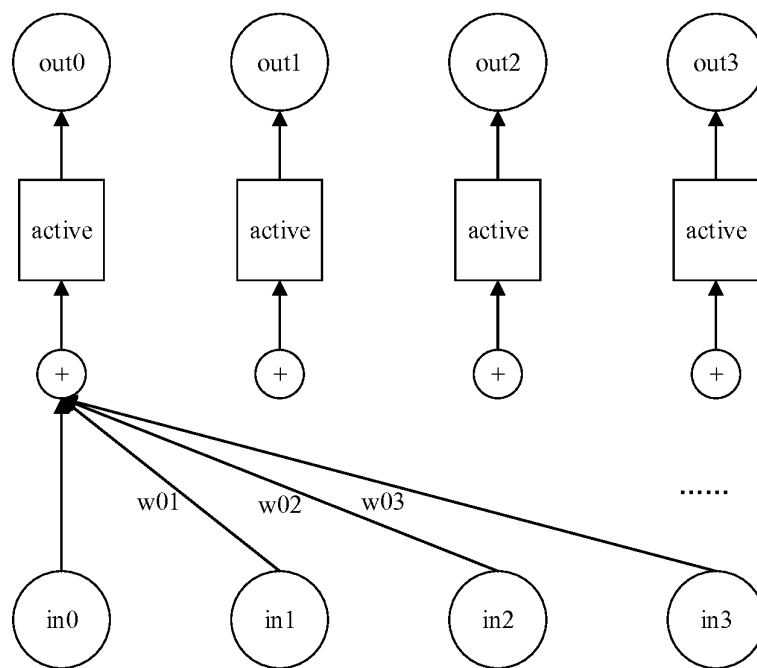 out0 out1 out2 out3
active active active active
+ + + +
w01 w02 w03 ......
in0 in1 in2 in3